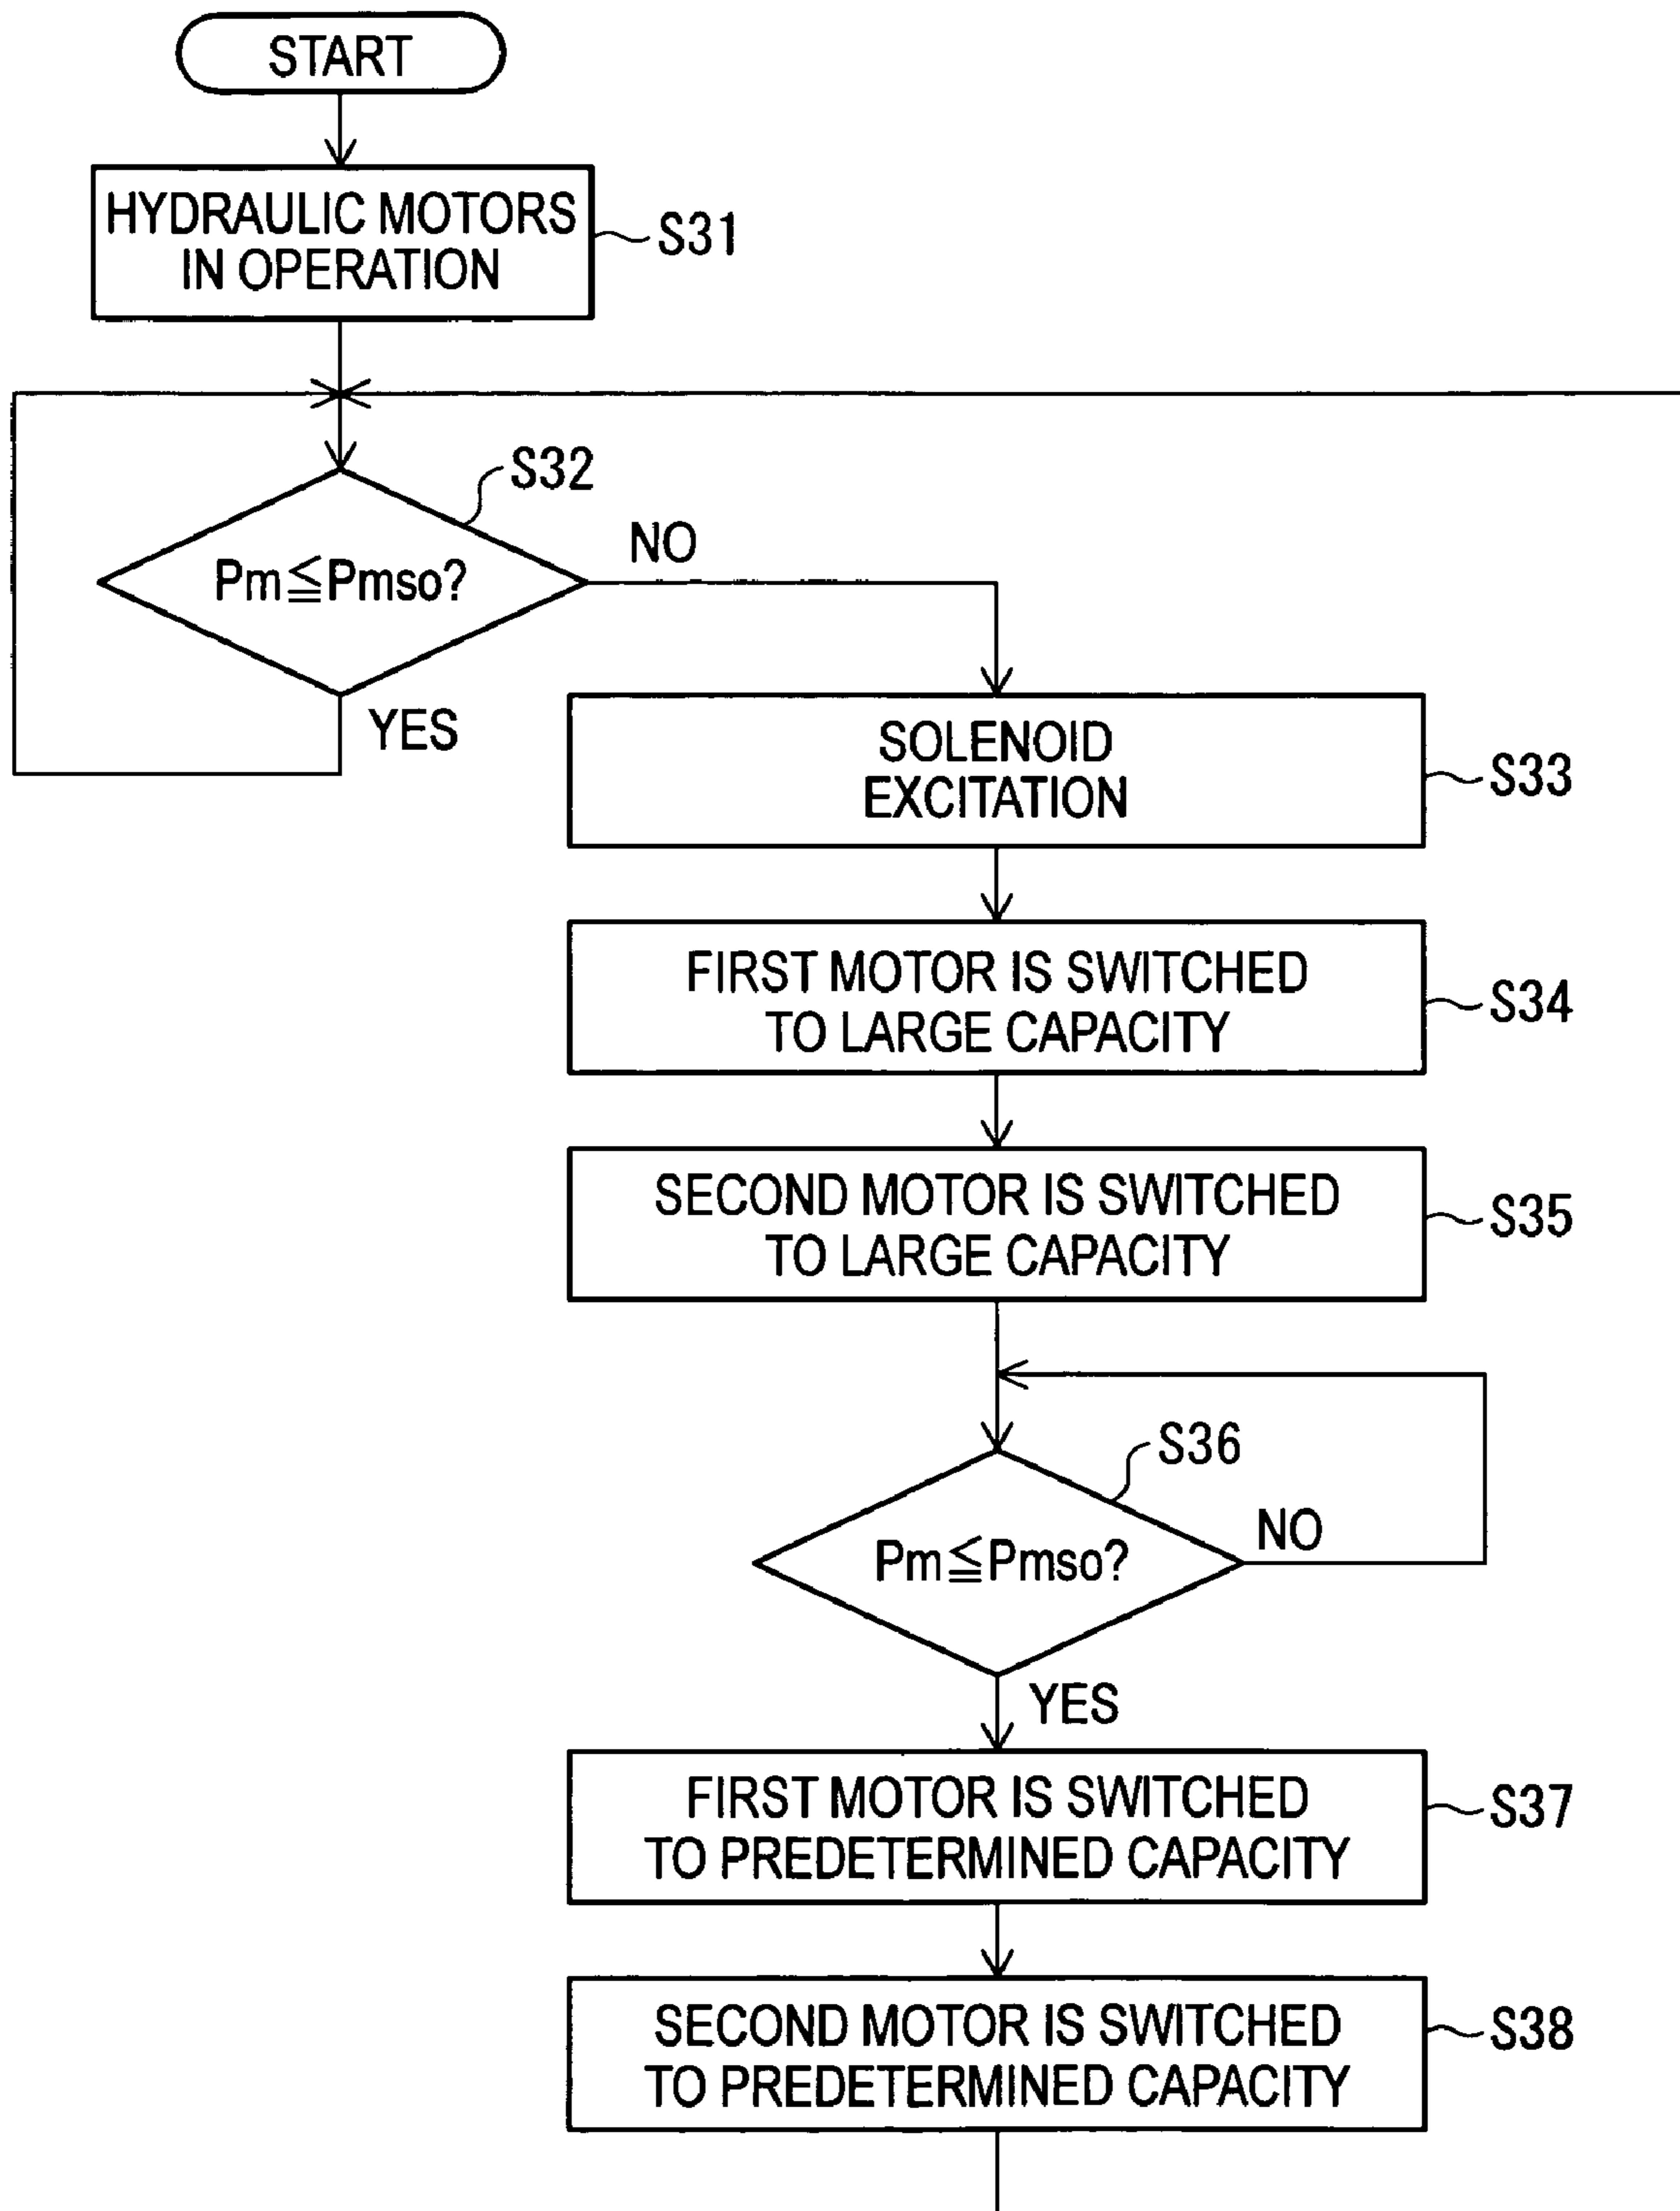 START
HYDRAULIC MOTORS
IN OPERATION
S31
S32
Pm≦Pmso?
NO
YES
SOLENOID
EXCITATION
S33
FIRST MOTOR IS SWITCHED
TO LARGE CAPACITY
S34
SECOND MOTOR IS SWITCHED
TO LARGE CAPACITY
S35
S36
Pm≦Pmso?
NO
YES
FIRST MOTOR IS SWITCHED
TO PREDETERMINED CAPACITY
S37
SECOND MOTOR IS SWITCHED
TO PREDETERMINED CAPACITY
S38